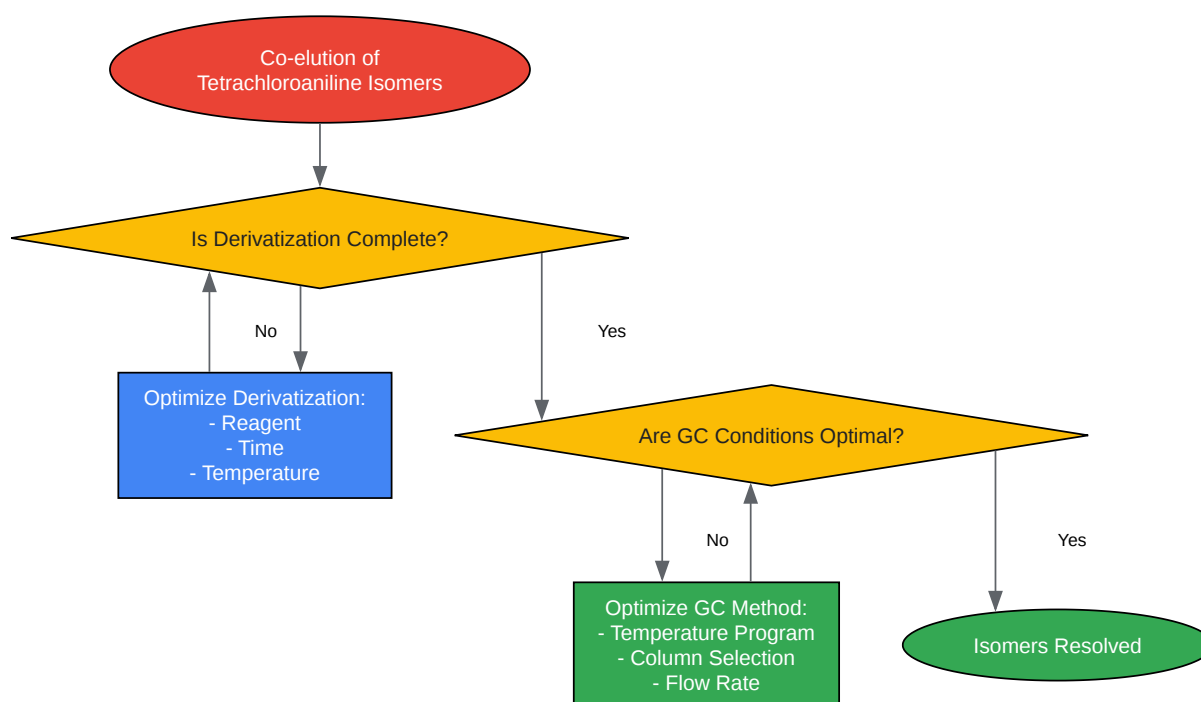 Co-elution of
Tetrachloroaniline Isomers
Is Derivatization Complete?
No
Yes
Optimize Derivatization:
- Reagent
- Time
- Temperature
Are GC Conditions Optimal?
No
Yes
Optimize GC Method:
- Temperature Program
- Column Selection
- Flow Rate
Isomers Resolved